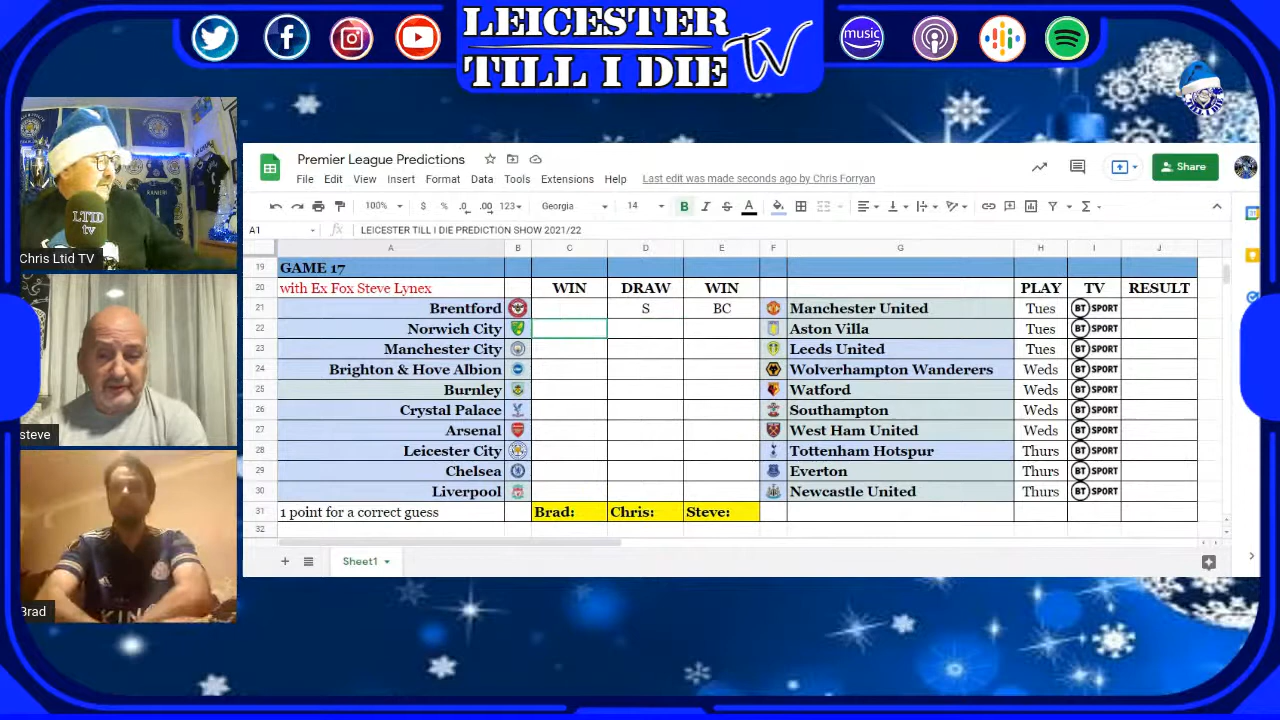 LEICESTER
TILL I DIE TV
music
Chris Ltid TV
LTID
tv
steve
Brad
Premier League Predictions
Share
File Edit View Insert Format Tools Extensions Help Last edit was made seconds ago by Chris Forryan
100% $ % .0 .00 123 Georgia 14 B I S A
A1 fx LEICESTER TILL I DIE PREDICTION SHOW 2021/22
A B C D E F G H I J
19 GAME 17
20 with Ex Fox Steve Lynex WIN DRAW WIN PLAY TV RESULT
21 Brentford S BC Manchester United Tues BT SPORT
22 Norwich City Aston Villa Tues BT SPORT
23 Manchester City Leeds United Tues BT SPORT
24 Brighton & Hove Albion Wolverhampton Wanderers Weds BT SPORT
25 Burnley Watford Weds BT SPORT
26 Crystal Palace Southampton Weds BT SPORT
27 Arsenal West Ham United Weds BT SPORT
28 Leicester City Tottenham Hotspur Thurs BT SPORT
29 Chelsea Everton Thurs BT SPORT
30 Liverpool Newcastle United Thurs BT SPORT
31 1 point for a correct guess Brad: Chris: Steve:
32
Sheet1